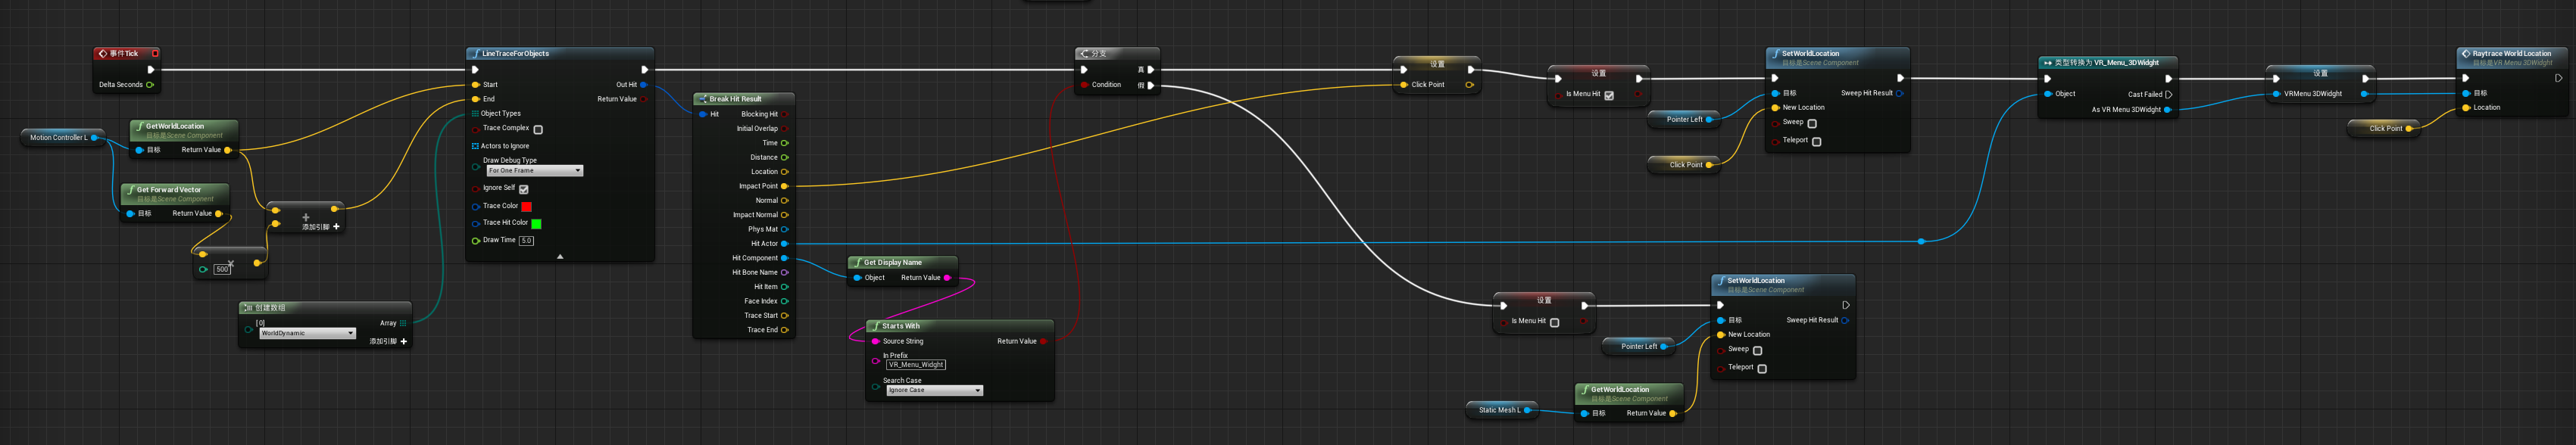 事件Tick
Delta Seconds
Motion Controller L
GetWorldLocation
目标是Scene Component
目标
Return Value
Get Forward Vector
目标是Scene Component
目标
Return Value
+
添加引脚
×
500
创建数组
[0]
WorldDynamic
Array
添加引脚
LineTraceForObjects
Start
End
Object Types
Trace Complex
Actors to Ignore
Draw Debug Type
For One Frame
Ignore Self
Trace Color
Trace Hit Color
Draw Time
5.0
Out Hit
Return Value
Break Hit Result
Hit
Blocking Hit
Initial Overlap
Time
Distance
Location
Impact Point
Normal
Impact Normal
Phys Mat
Hit Actor
Hit Component
Hit Bone Name
Hit Item
Face Index
Trace Start
Trace End
Get Display Name
Object
Return Value
Starts With
Source String
Return Value
In Prefix
VR_Menu_Widght
Search Case
Ignore Case
分支
真
Condition
假
设置
Click Point
设置
Is Menu Hit
Pointer Left
Click Point
SetWorldLocation
目标是Scene Component
目标
Sweep Hit Result
New Location
Sweep
Teleport
设置
Is Menu Hit
Pointer Left
Static Mesh L
GetWorldLocation
目标是Scene Component
目标
Return Value
SetWorldLocation
目标是Scene Component
目标
Sweep Hit Result
New Location
Sweep
Teleport
类型转换为 VR_Menu_3DWidght
Object
Cast Failed
As VR Menu 3DWidght
设置
VRMenu 3DWidght
Click Point
Raytrace World Location
目标是VR Menu 3DWidght
目标
Location